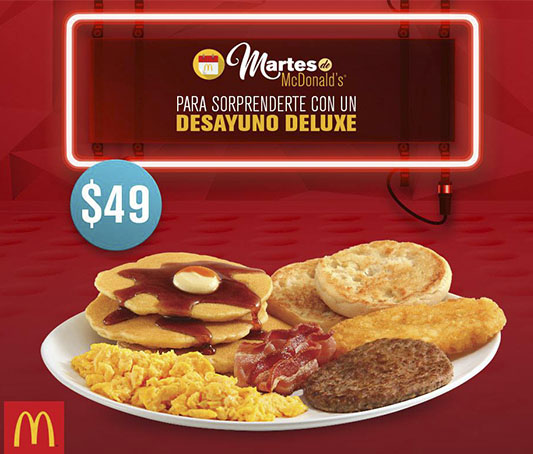 Martes de
McDonald's
PARA SORPRENDERTE CON UN
DESAYUNO DELUXE
$49